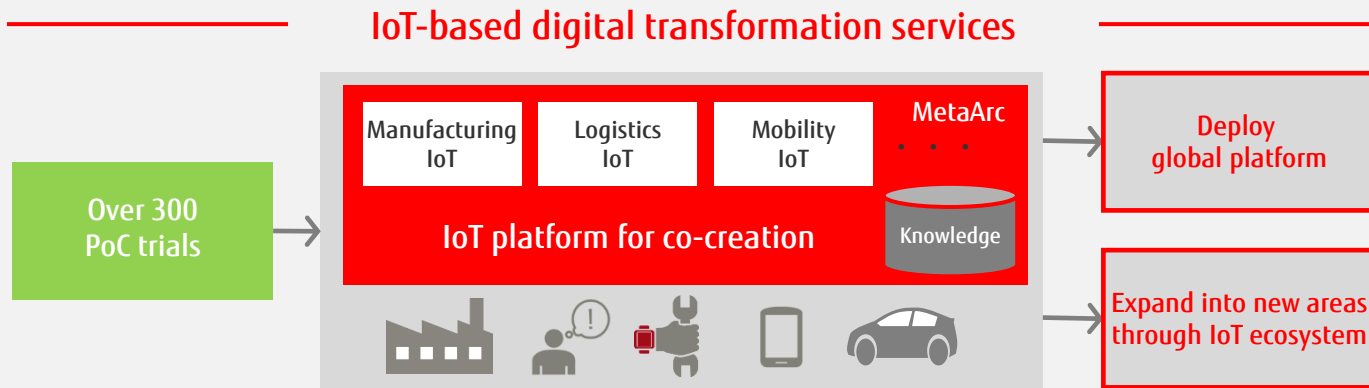 IoT-based digital transformation services
Over 300
PoC trials
Manufacturing
IoT
Logistics
IoT
Mobility
IoT
MetaArc
. . .
IoT platform for co-creation
Knowledge
!
Deploy
global platform
Expand into new areas
through IoT ecosystem